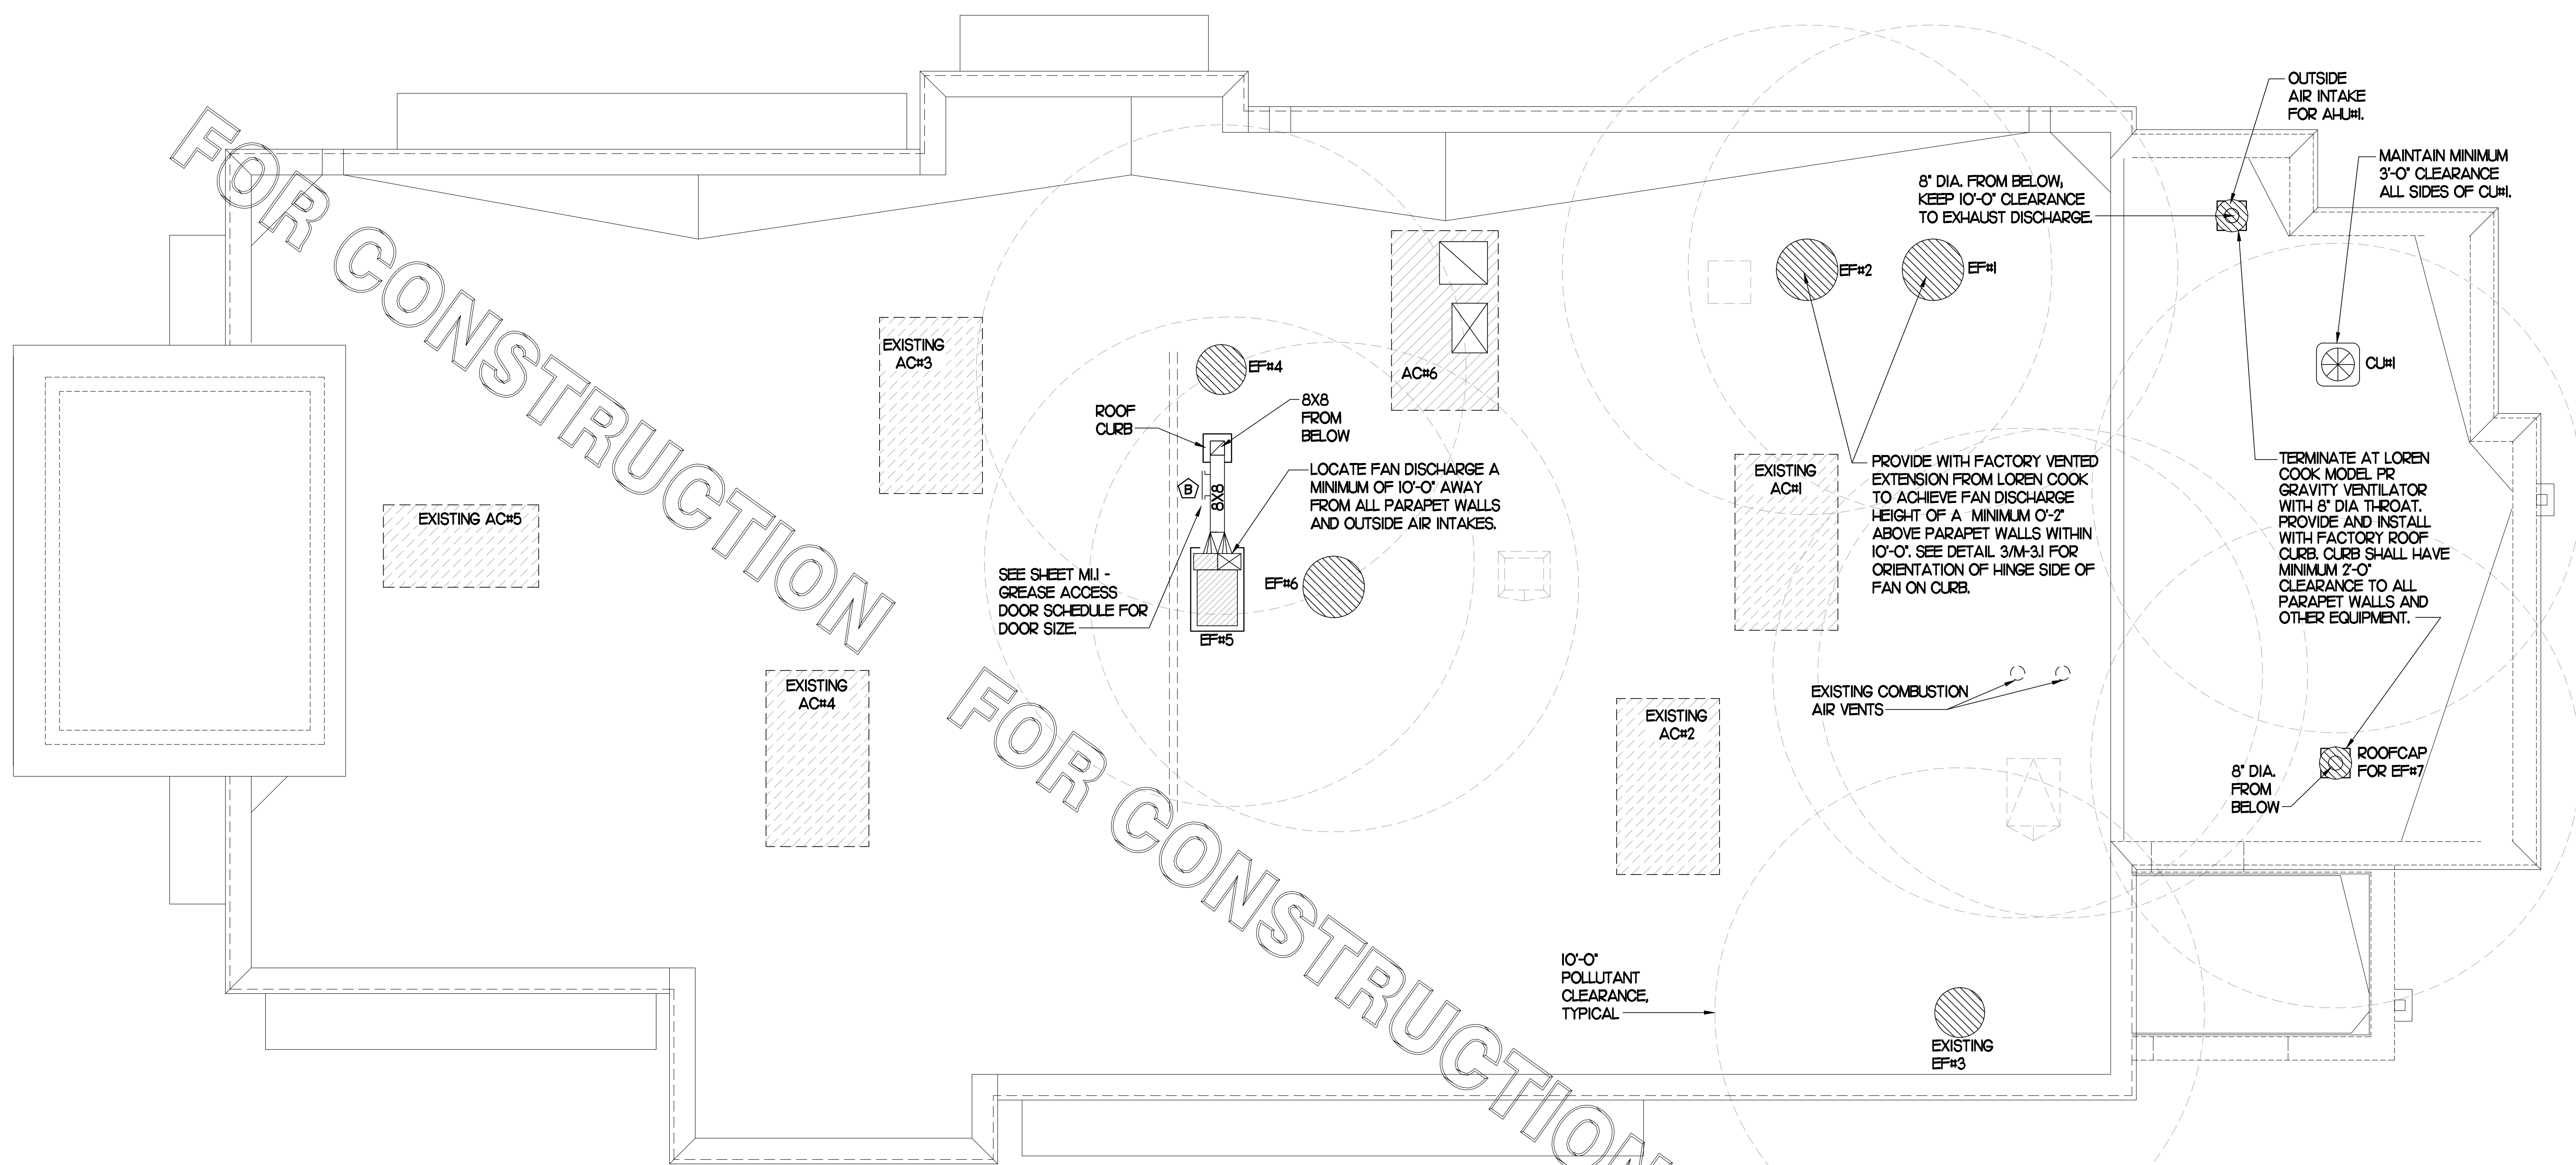 OUTSIDE
AIR INTAKE
FOR AHU#1.
MAINTAIN MINIMUM
3'-0" CLEARANCE
ALL SIDES OF CU#1.
8" DIA. FROM BELOW,
KEEP 10'-0" CLEARANCE
TO EXHAUST DISCHARGE.
FOR CONSTRUCTION
EF#2
EF#1
EXISTING
AC#3
EF#4
AC#6
CU#1
8X8
FROM
BELOW
ROOF
CURB
LOCATE FAN DISCHARGE A
MINIMUM OF 10'-0" AWAY
FROM ALL PARAPET WALLS
AND OUTSIDE AIR INTAKES.
B
8X8
EXISTING
AC#1
PROVIDE WITH FACTORY VENTED
EXTENSION FROM LOREN COOK
TO ACHIEVE FAN DISCHARGE
HEIGHT OF A MINIMUM 0'-2"
ABOVE PARAPET WALLS WITHIN
10'-0". SEE DETAIL 3/M-3.1 FOR
ORIENTATION OF HINGE SIDE OF
FAN ON CURB.
TERMINATE AT LOREN
COOK MODEL PR
GRAVITY VENTILATOR
WITH 8" DIA THROAT.
PROVIDE AND INSTALL
WITH FACTORY ROOF
CURB. CURB SHALL HAVE
MINIMUM 2'-0"
CLEARANCE TO ALL
PARAPET WALLS AND
OTHER EQUIPMENT.
EXISTING AC#5
SEE SHEET M1.1 -
GREASE ACCESS
DOOR SCHEDULE FOR
DOOR SIZE.
EF#6
EF#5
EXISTING
AC#4
FOR CONSTRUCTION
EXISTING
AC#2
EXISTING COMBUSTION
AIR VENTS
ROOFCAP
FOR EF#7
8" DIA.
FROM
BELOW
10'-0"
POLLUTANT
CLEARANCE,
TYPICAL
EXISTING
EF#3